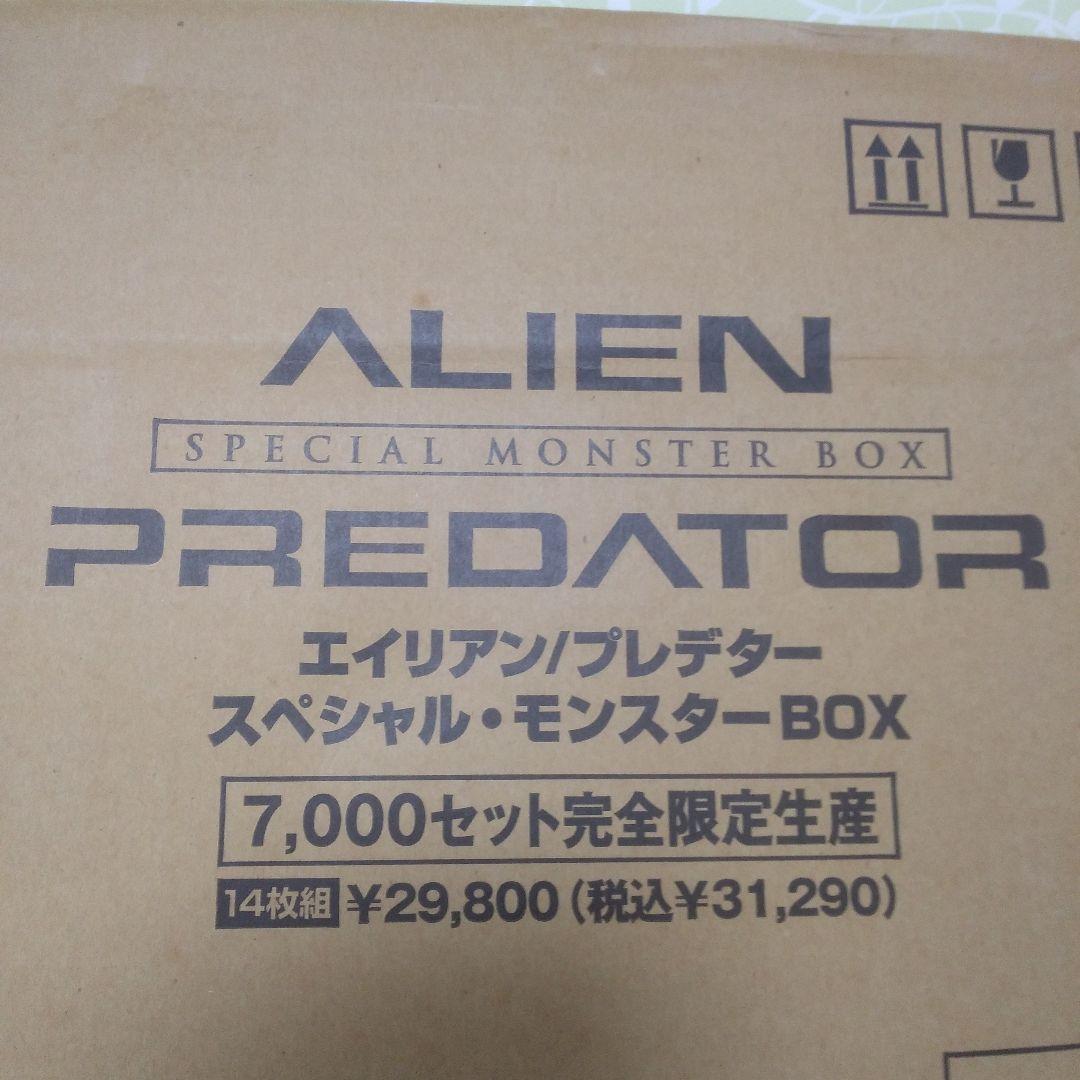 ALIEN
SPECIAL MONSTER BOX
PREDATOR
エイリアン/プレデター
スペシャル・モンスターBOX
7,000セット完全限定生産
14枚組 ¥29,800(税込¥31,290)